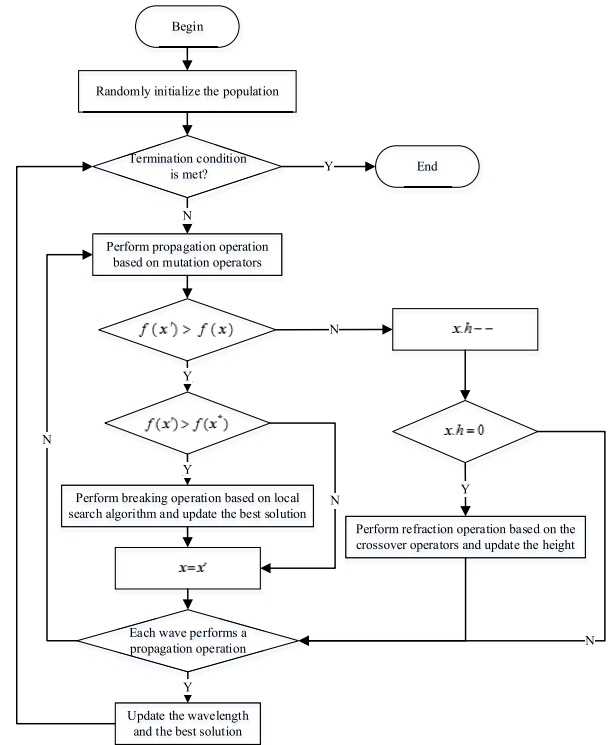 Begin
Randomly initialize the population
Termination condition
is met?
Y
End
N
Perform propagation operation
based on mutation operators
f(x') > f(x)
N
x.h--
Y
f(x')>f(x*)
x.h=0
N
Y
N
Y
Perform breaking operation based on local
search algorithm and update the best solution
Perform refraction operation based on the
crossover operators and update the height
x=x'
Each wave performs a
propagation operation
N
Y
Update the wavelength
and the best solution